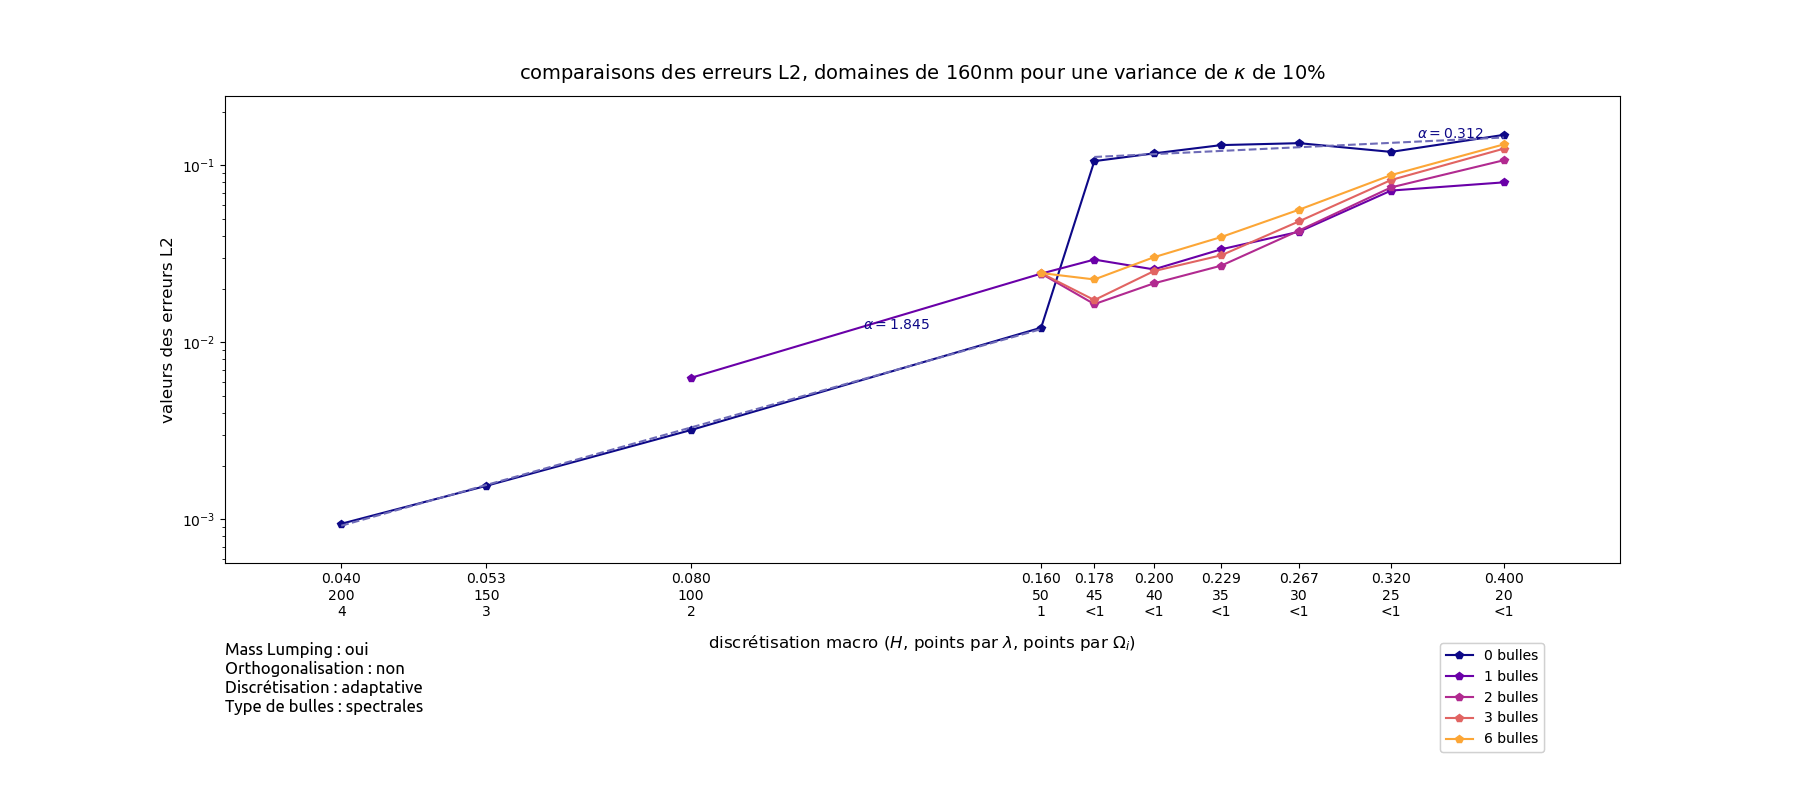 comparaisons des erreurs L2, domaines de 160nm pour une variance de κ de 10%
valeurs des erreurs L2
10⁻¹
10⁻²
10⁻³
α = 0.312
α = 1.845
0.040 0.053 0.080 0.160 0.178 0.200 0.229 0.267 0.320 0.400
200 150 100 50 45 40 35 30 25 20
4 3 2 1 <1 <1 <1 <1 <1 <1
discrétisation macro (H, points par λ, points par Ωᵢ)
Mass Lumping : oui
Orthogonalisation : non
Discrétisation : adaptative
Type de bulles : spectrales
0 bulles
1 bulles
2 bulles
3 bulles
6 bulles